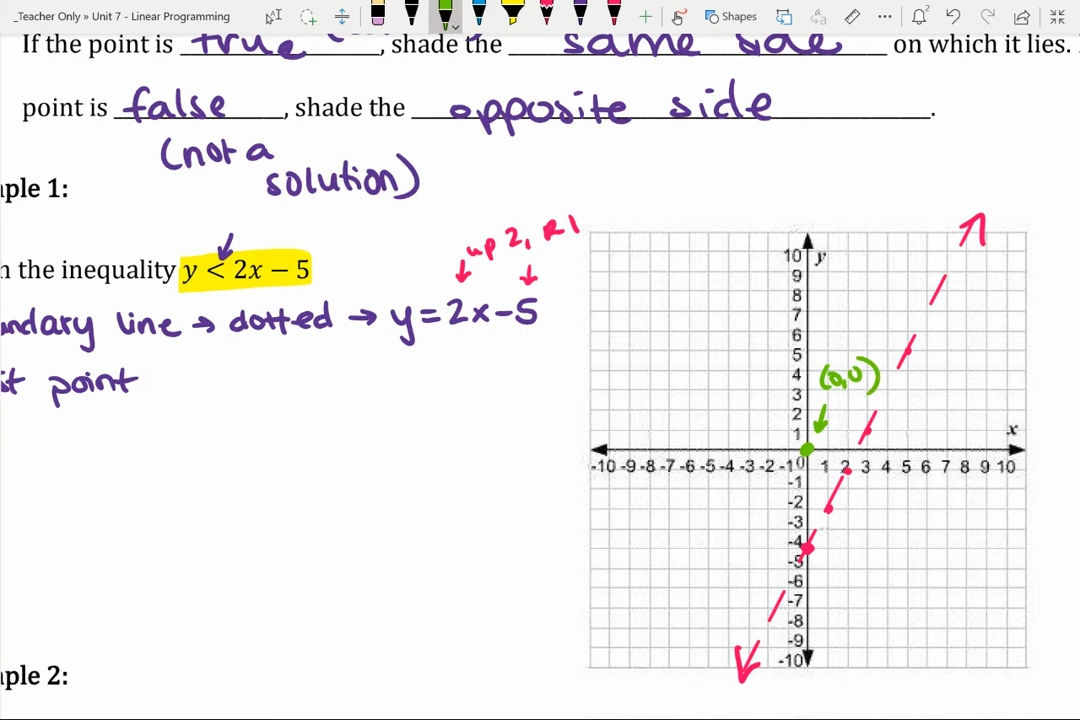 _Teacher Only » Unit 7 - Linear Programming
Shapes
If the point is true, shade the same side on which it lies.
point is false, shade the opposite side.
(not a
solution)
ple 1:
up 2, R1
the inequality y < 2x − 5
ndary line → dotted → y=2x-5
point
ple 2:
y
10
9
8
7
6
5
4
(0,0)
3
2
1
x
-10 -9 -8 -7 -6 -5 -4 -3 -2 -1 0 1 2 3 4 5 6 7 8 9 10
-1
-2
-3
-4
-5
-6
-7
-8
-9
-10